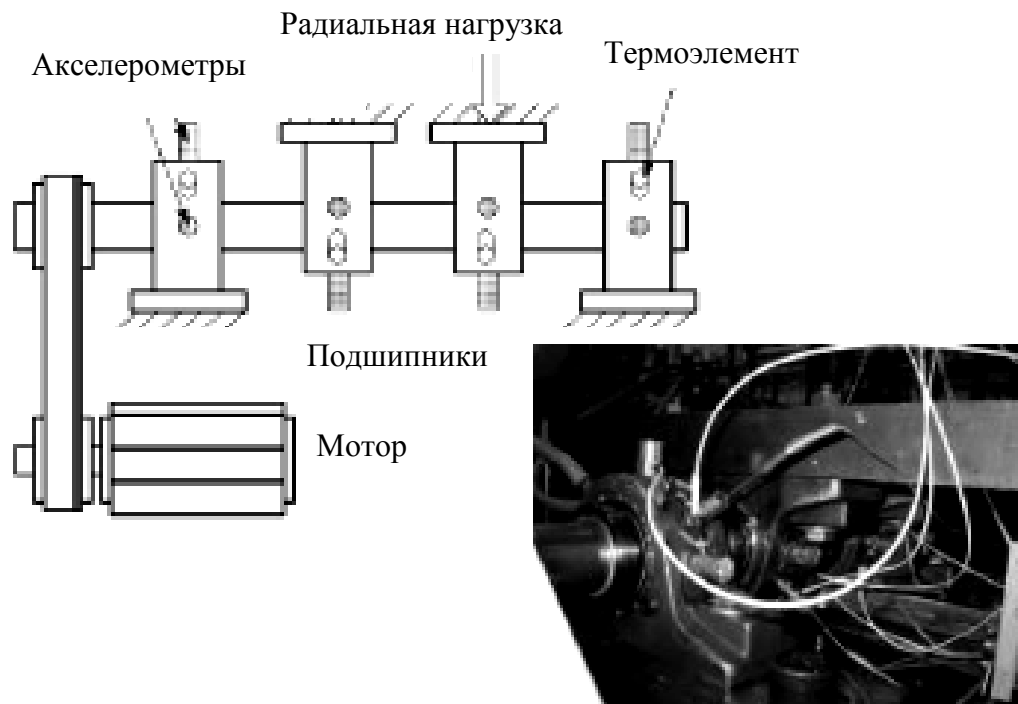 Радиальная нагрузка
Акселерометры
Термоэлемент
Подшипники
Мотор